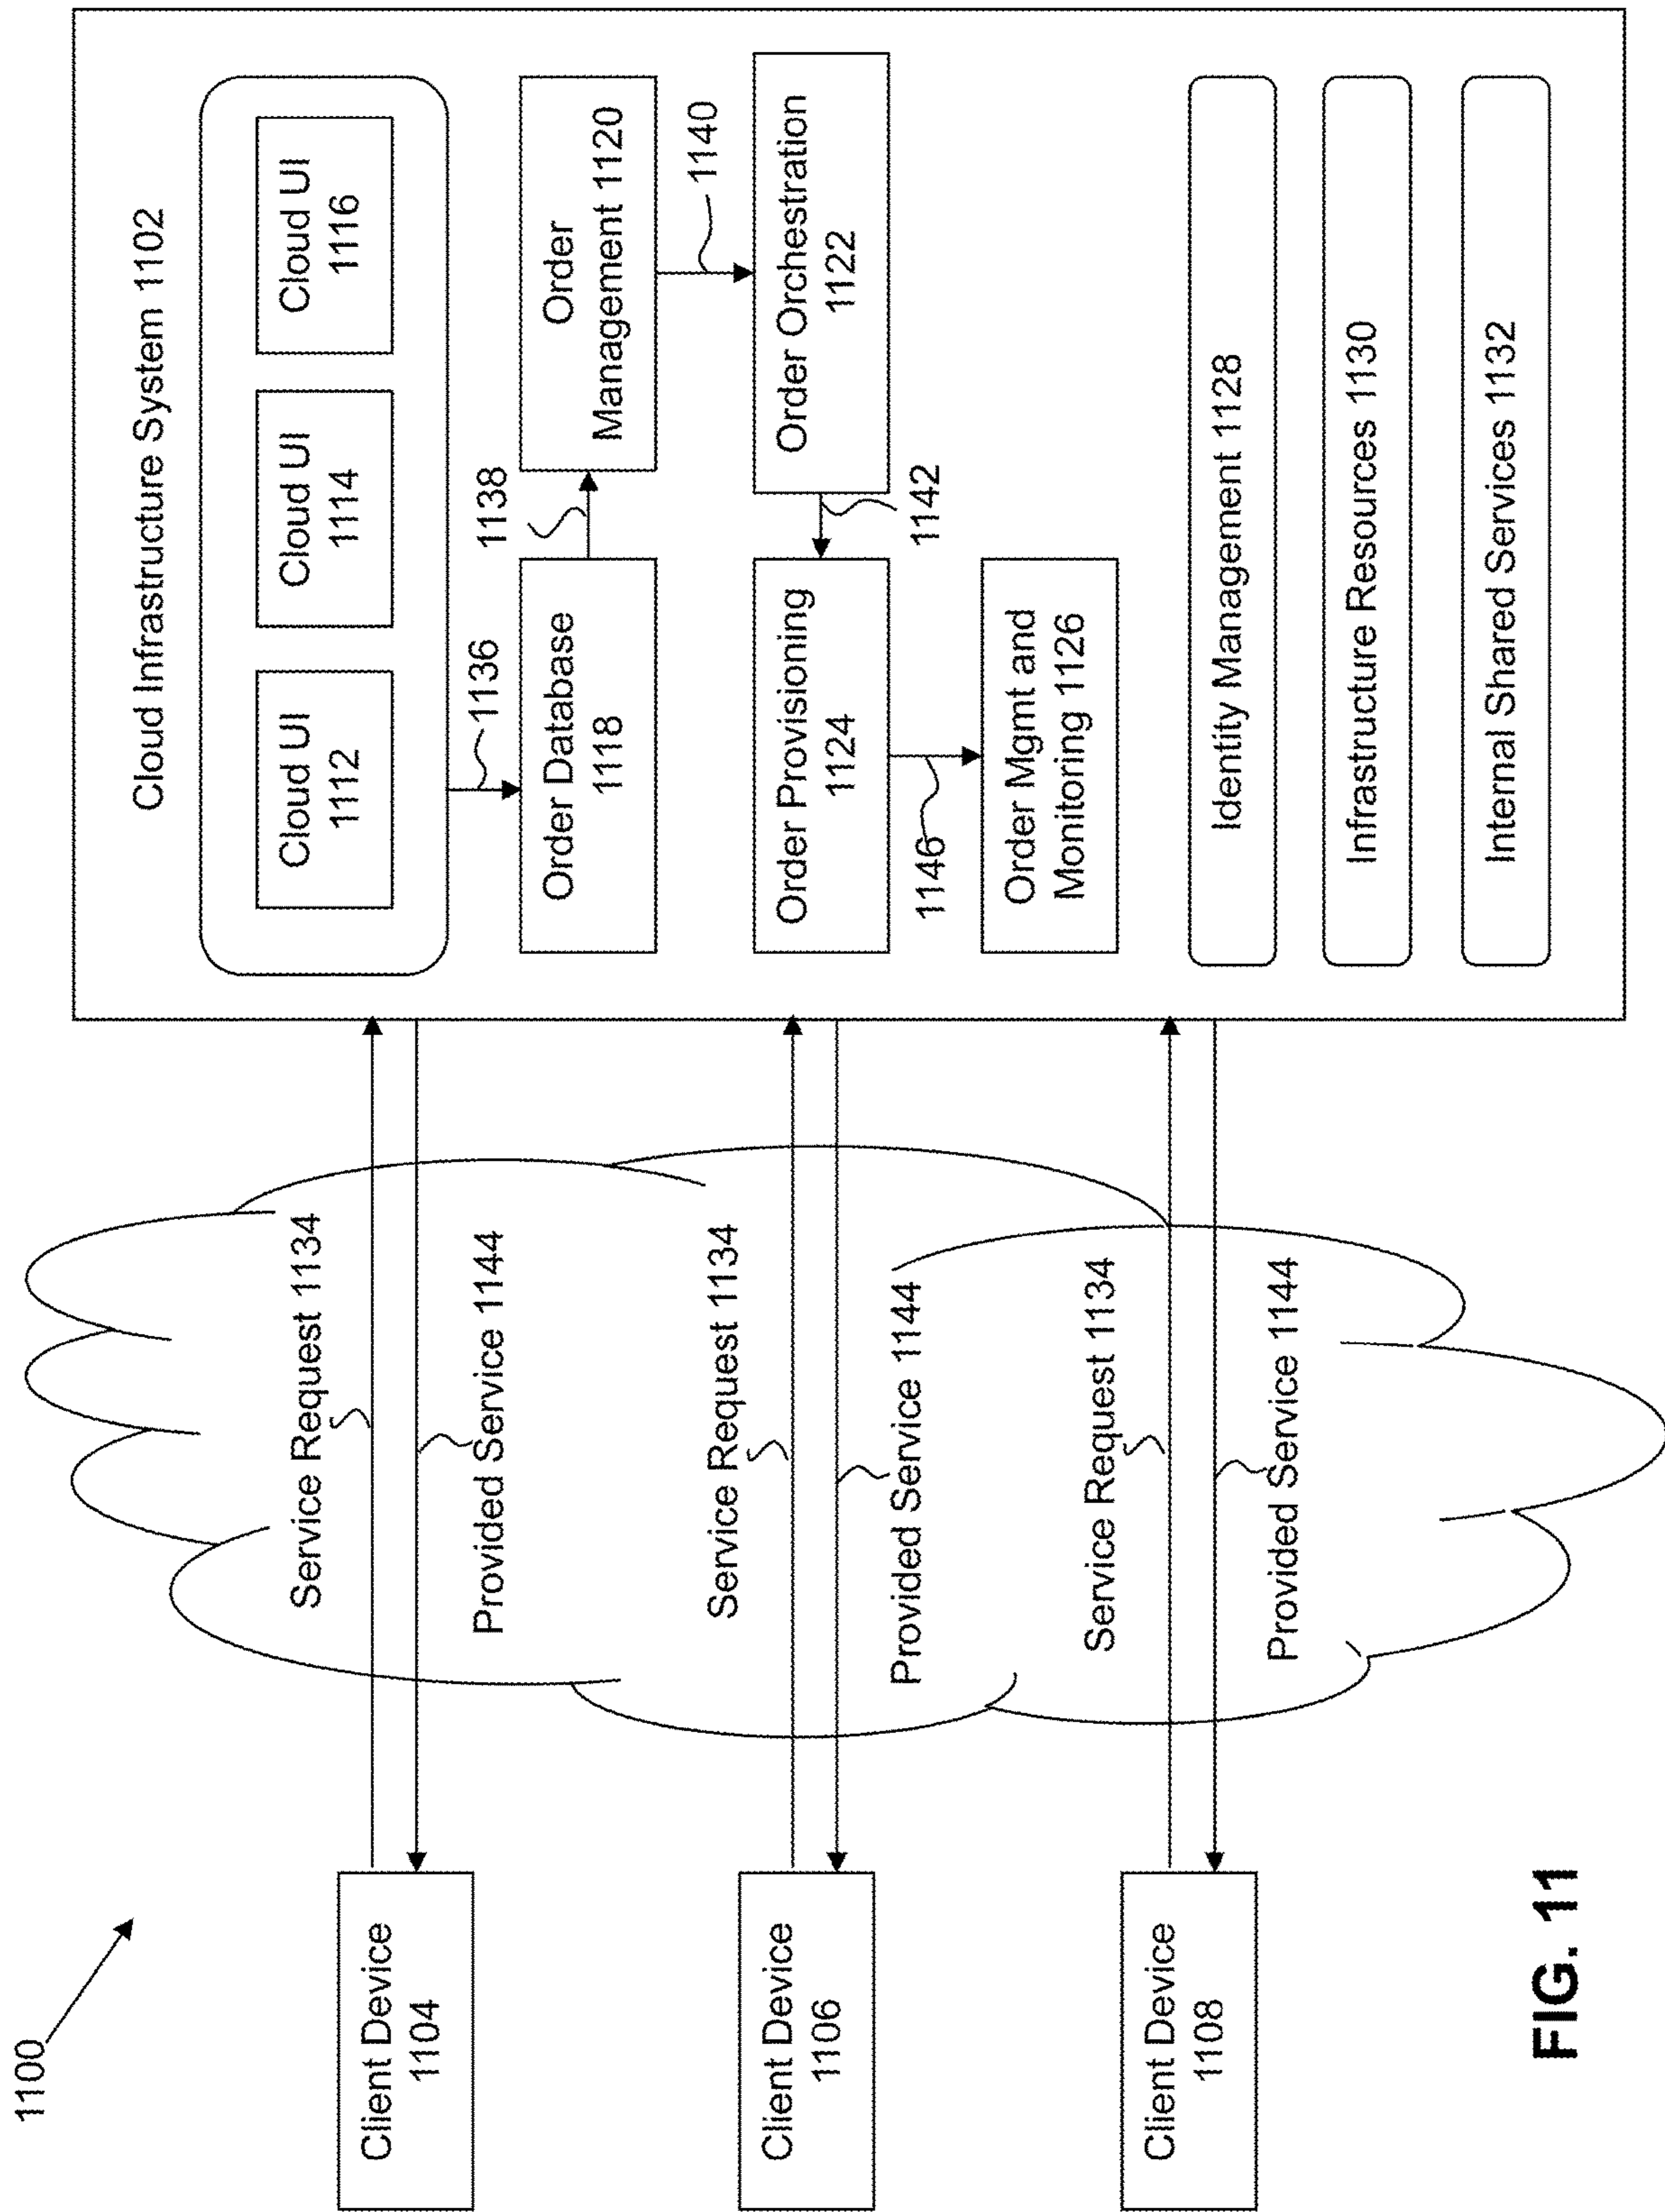 1100
Client Device
1104
Client Device
1106
Client Device
1108
Service Request 1134
Provided Service 1144
Service Request 1134
Provided Service 1144
Service Request 1134
Provided Service 1144
Cloud Infrastructure System 1102
Cloud UI
1112
Cloud UI
1114
Cloud UI
1116
1136
Order Database
1118
1138
Order
Management 1120
1140
Order Orchestration
1122
1142
Order Provisioning
1124
1146
Order Mgmt and
Monitoring 1126
Identity Management 1128
Infrastructure Resources 1130
Internal Shared Services 1132
FIG. 11